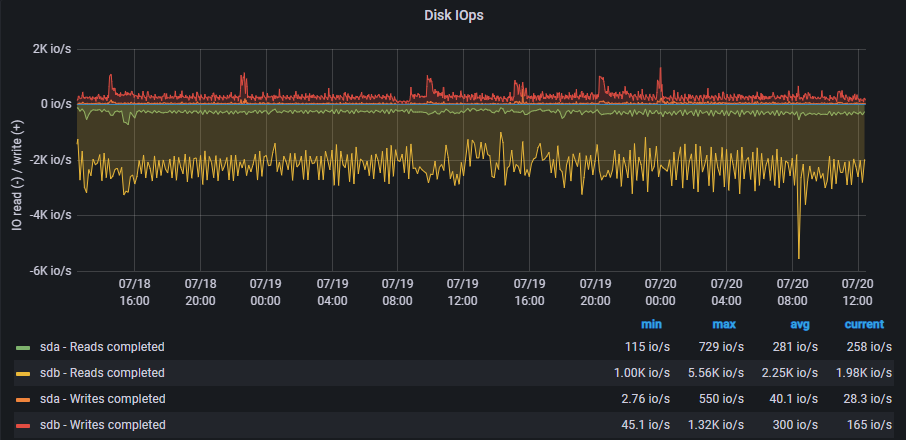 Disk IOps
IO read (-) / write (+)
2K io/s
0 io/s
-2K io/s
-4K io/s
-6K io/s
07/18 16:00
07/18 20:00
07/19 00:00
07/19 04:00
07/19 08:00
07/19 12:00
07/19 16:00
07/19 20:00
07/20 00:00
07/20 04:00
07/20 08:00
07/20 12:00
min max avg current
sda - Reads completed 115 io/s 729 io/s 281 io/s 258 io/s
sdb - Reads completed 1.00K io/s 5.56K io/s 2.25K io/s 1.98K io/s
sda - Writes completed 2.76 io/s 550 io/s 40.1 io/s 28.3 io/s
sdb - Writes completed 45.1 io/s 1.32K io/s 300 io/s 165 io/s